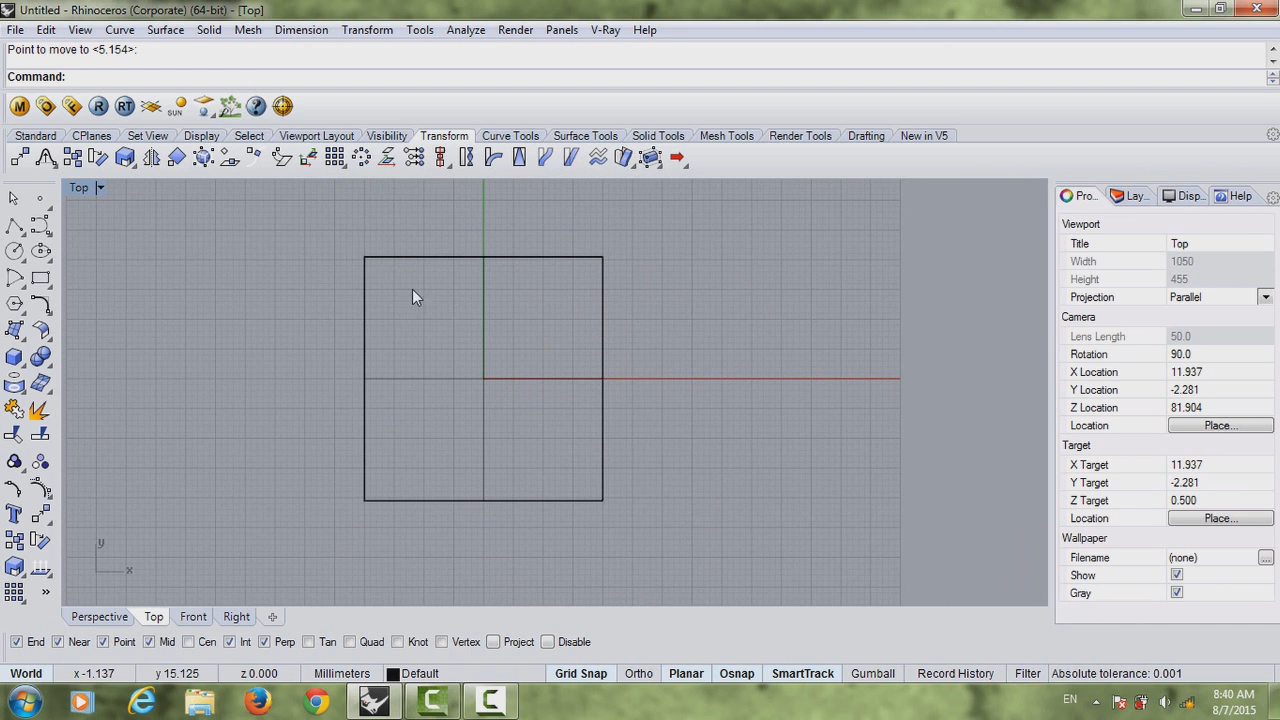 Untitled - Rhinoceros (Corporate) (64-bit) - [Top]
File Edit View Curve Surface Solid Mesh Dimension Transform Tools Analyze Render Panels V-Ray Help
Point to move to <5.154>:
Command:
M O F R RT SUN ?
Standard CPlanes Set View Display Select Viewport Layout Visibility Transform Curve Tools Surface Tools Solid Tools Mesh Tools Render Tools Drafting New in V5
Top
Pro... Lay... Disp... Help
Viewport
Title Top
Width 1050
Height 455
Projection Parallel
Camera
Lens Length 50.0
Rotation 90.0
X Location 11.937
Y Location -2.281
Z Location 81.904
Location Place...
Target
X Target 11.937
Y Target -2.281
Z Target 0.500
Location Place...
Wallpaper
Filename (none) ...
Show
Gray
y
x
Perspective Top Front Right
End Near Point Mid Cen Int Perp Tan Quad Knot Vertex Project Disable
World x -1.137 y 15.125 z 0.000 Millimeters Default Grid Snap Ortho Planar Osnap SmartTrack Gumball Record History Filter Absolute tolerance: 0.001
EN
8:40 AM
8/7/2015